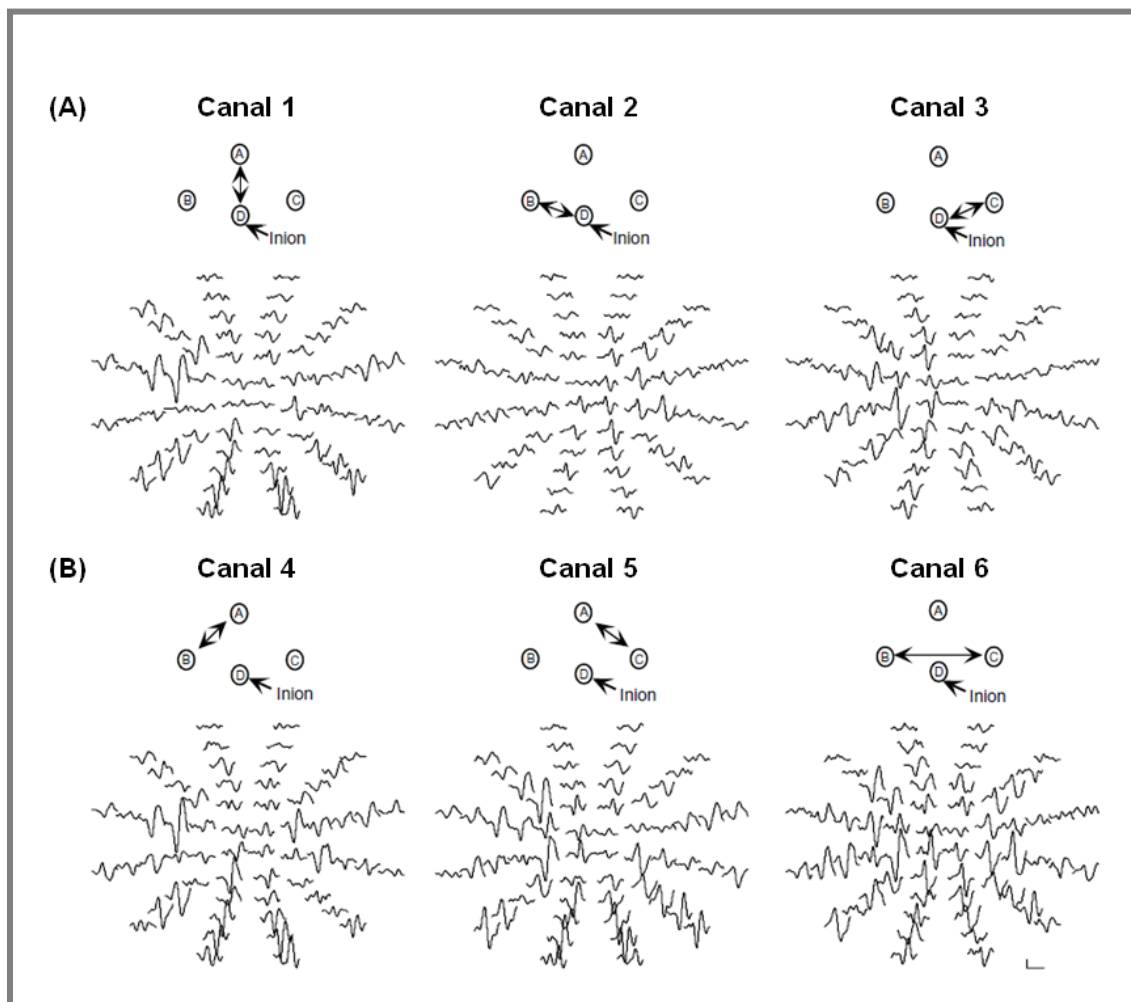 (A) Canal 1 Canal 2 Canal 3
A A A
B C B C B C
D D D
Inion Inion Inion
(B) Canal 4 Canal 5 Canal 6
A A A
B C B C B C
D D D
Inion Inion Inion